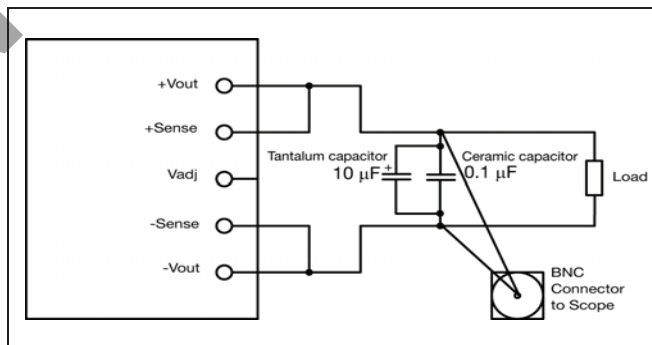 +Vout
+Sense
Vadj
-Sense
-Vout
Tantalum capacitor
10 μF
+
Ceramic capacitor
0.1 μF
Load
BNC
Connector
to Scope